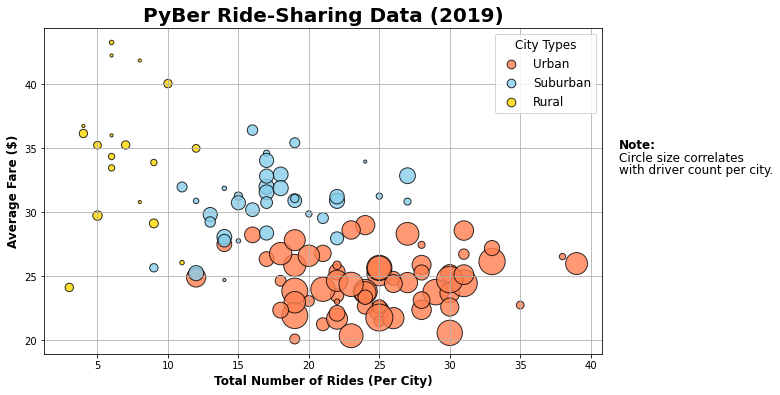 PyBer Ride-Sharing Data (2019)
City Types
Urban
Suburban
Rural
Note:
Circle size correlates
with driver count per city.
Average Fare ($)
40
35
30
25
20
5
10
15
20
25
30
35
40
Total Number of Rides (Per City)